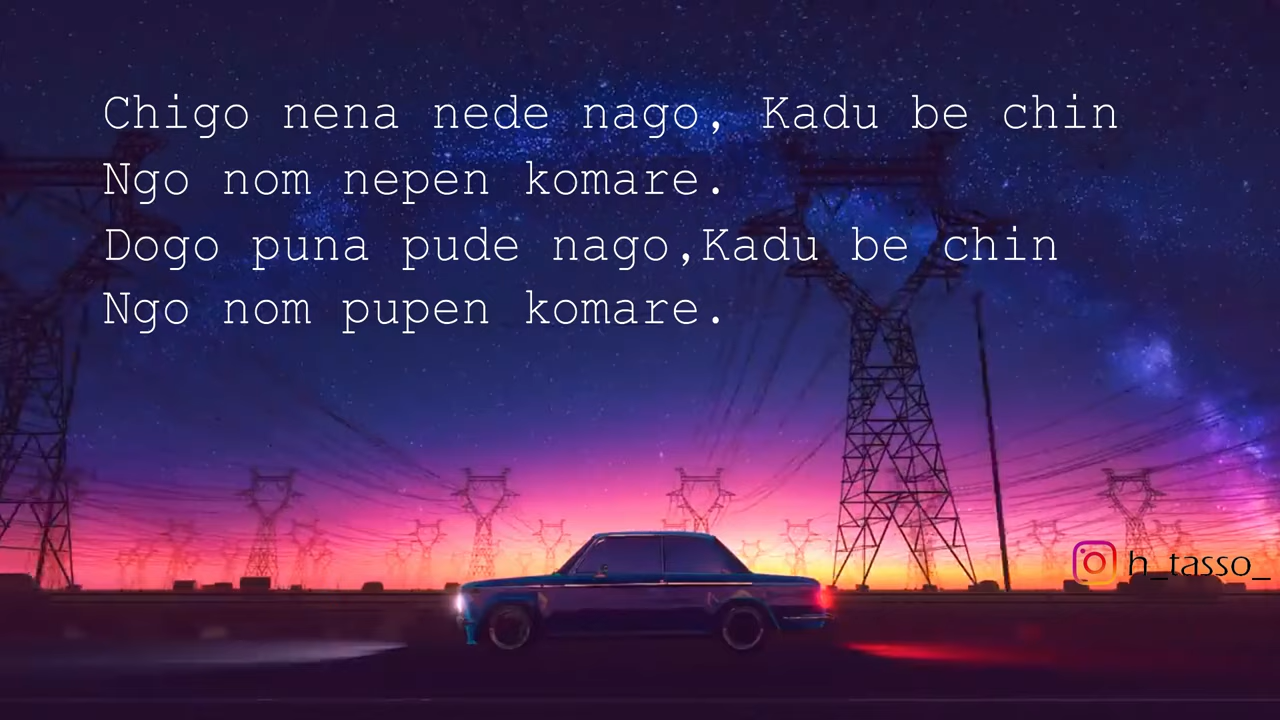 Chigo nena nede nago, Kadu be chin
Ngo nom nepen komare.
Dogo puna pude nago,Kadu be chin
Ngo nom pupen komare.
h_tasso_